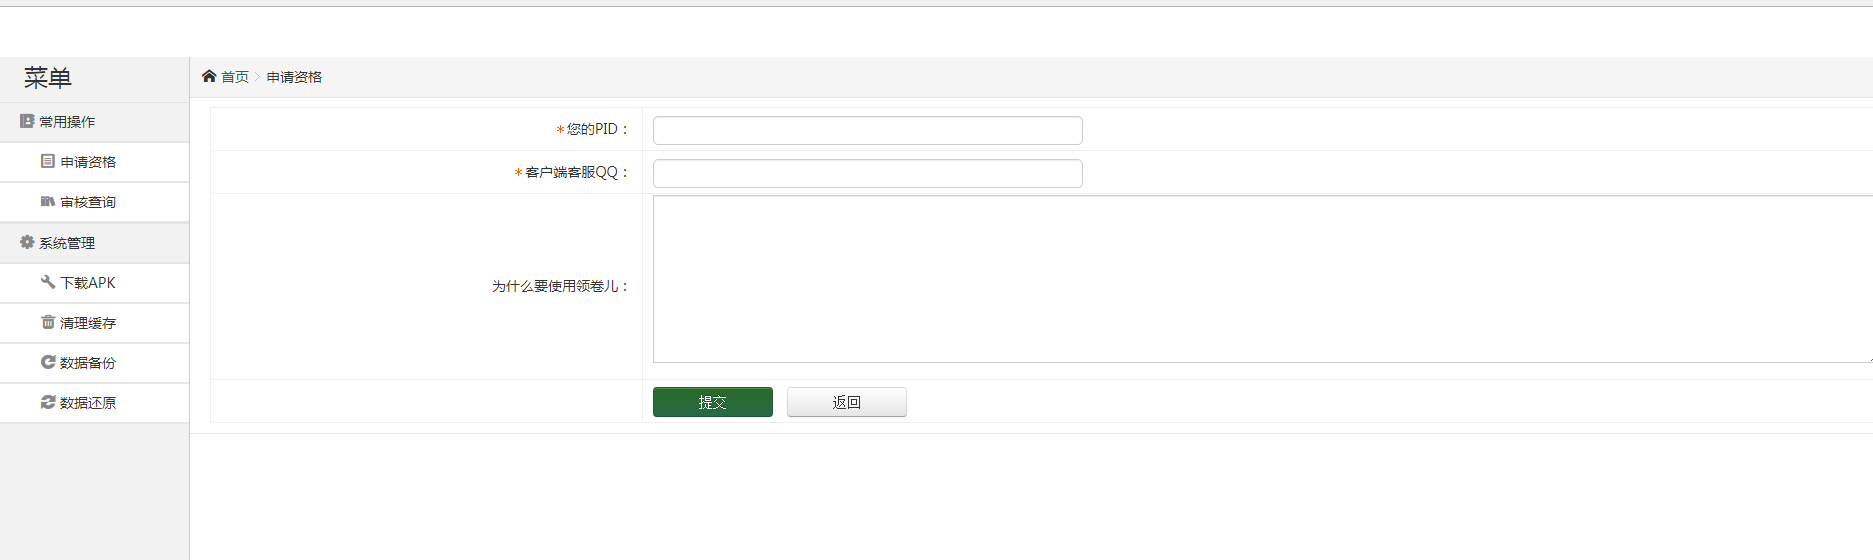 菜单
首页 > 申请资格
常用操作
申请资格
审核查询
系统管理
下载APK
清理缓存
数据备份
数据还原
*您的PID：
*客户端客服QQ：
为什么要使用领卷儿：
提交
返回